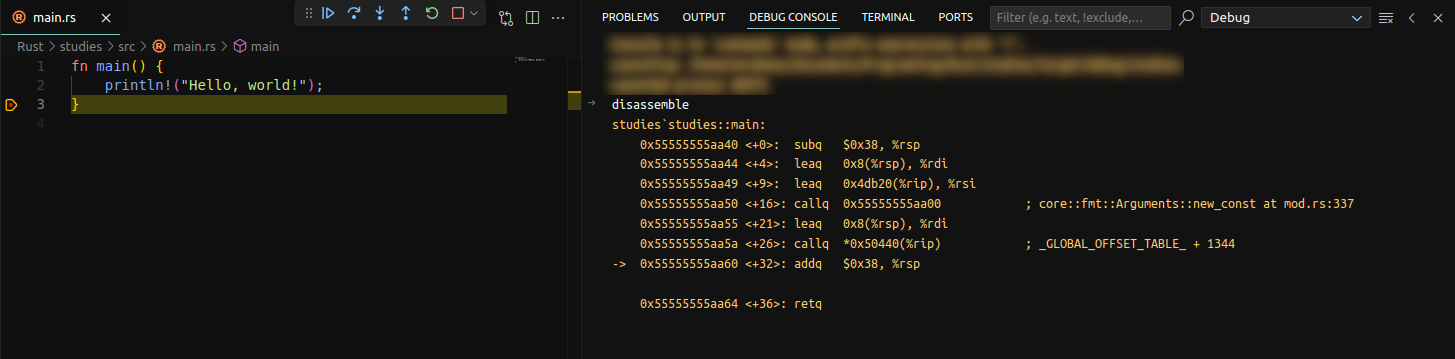 main.rs
Rust > studies > src > main.rs > main
1 fn main() {
2 println!("Hello, world!");
3 }
4
PROBLEMS OUTPUT DEBUG CONSOLE TERMINAL PORTS Filter (e.g. text, !exclude,... Debug
disassemble
studies`studies::main:
0x55555555aa40 <+0>: subq $0x38, %rsp
0x55555555aa44 <+4>: leaq 0x8(%rsp), %rdi
0x55555555aa49 <+9>: leaq 0x4db20(%rip), %rsi
0x55555555aa50 <+16>: callq 0x55555555aa00 ; core::fmt::Arguments::new_const at mod.rs:337
0x55555555aa55 <+21>: leaq 0x8(%rsp), %rdi
0x55555555aa5a <+26>: callq *0x50440(%rip) ; _GLOBAL_OFFSET_TABLE_ + 1344
-> 0x55555555aa60 <+32>: addq $0x38, %rsp
0x55555555aa64 <+36>: retq